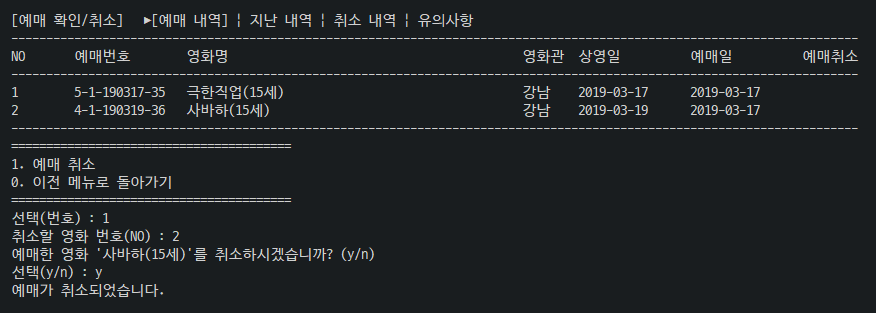 [예매 확인/취소]  ▶[예매 내역] ¦ 지난 내역 ¦ 취소 내역 ¦ 유의사항
-------------------------------------------------------------------------------------------------------------------------
NO 예매번호 영화명 영화관 상영일 예매일 예매취소
-------------------------------------------------------------------------------------------------------------------------
1 5-1-190317-35 극한직업(15세) 강남 2019-03-17 2019-03-17
2 4-1-190319-36 사바하(15세) 강남 2019-03-19 2019-03-17
-------------------------------------------------------------------------------------------------------------------------
========================================
1. 예매 취소
0. 이전 메뉴로 돌아가기
========================================
선택(번호) : 1
취소할 영화 번호(NO) : 2
예매한 영화 '사바하(15세)'를 취소하시겠습니까? (y/n)
선택(y/n) : y
예매가 취소되었습니다.